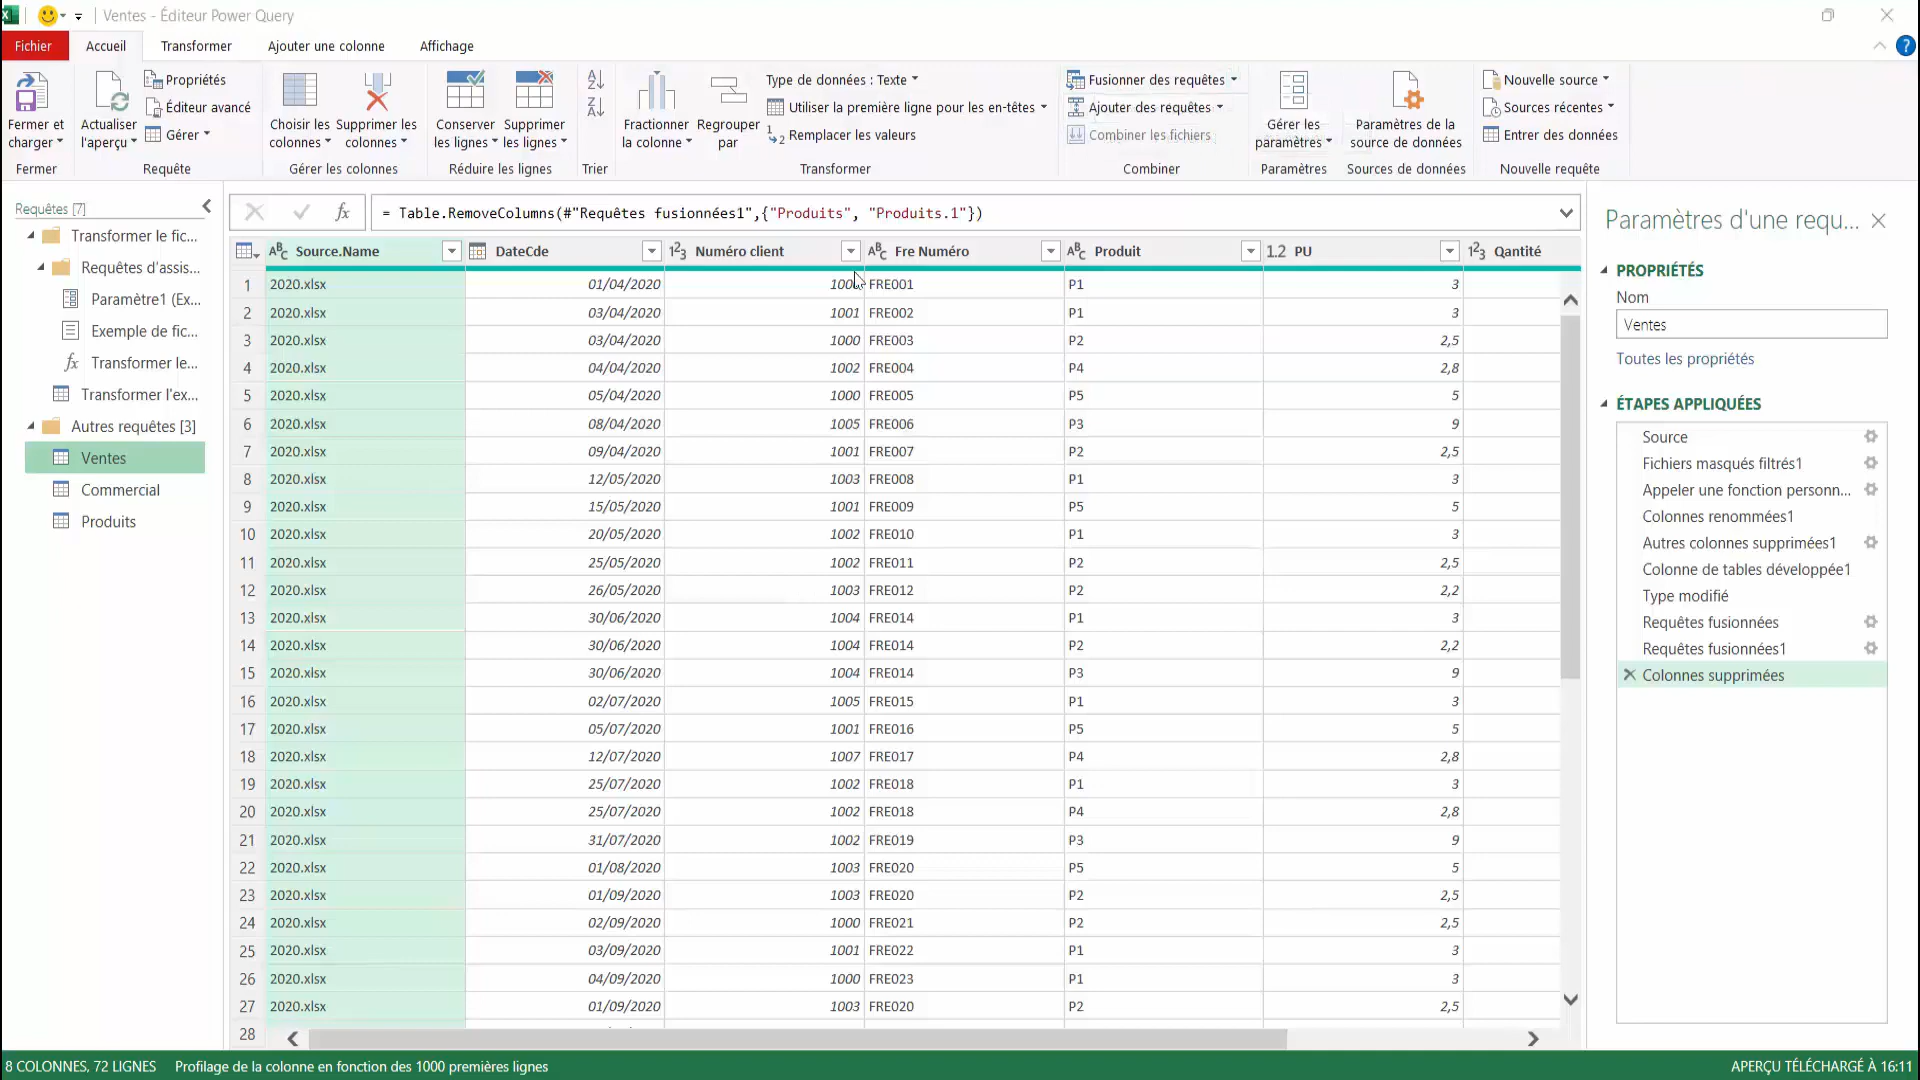 Ventes - Éditeur Power Query
Fichier Accueil Transformer Ajouter une colonne Affichage
Fermer et charger
Fermer
Actualiser l'aperçu
Propriétés
Éditeur avancé
Gérer
Requête
Choisir les colonnes
Supprimer les colonnes
Gérer les colonnes
Conserver les lignes
Supprimer les lignes
Réduire les lignes
Trier
Fractionner la colonne
Regrouper par
Type de données : Texte
Utiliser la première ligne pour les en-têtes
Remplacer les valeurs
Transformer
Fusionner des requêtes
Ajouter des requêtes
Combiner les fichiers
Combiner
Gérer les paramètres
Paramètres
Paramètres de la source de données
Sources de données
Nouvelle source
Sources récentes
Entrer des données
Nouvelle requête
Requêtes [7]
Transformer le fic...
Requêtes d'assis...
Paramètre1 (Ex...
Exemple de fic...
Transformer le...
Transformer l'ex...
Autres requêtes [3]
Ventes
Commercial
Produits
= Table.RemoveColumns(#"Requêtes fusionnées1",{"Produits", "Produits.1"})
Source.Name DateCde Numéro client Fre Numéro Produit 1.2 PU Qantité
1 2020.xlsx 01/04/2020 1000 FRE001 P1 3
2 2020.xlsx 03/04/2020 1001 FRE002 P1 3
3 2020.xlsx 03/04/2020 1000 FRE003 P2 2,5
4 2020.xlsx 04/04/2020 1002 FRE004 P4 2,8
5 2020.xlsx 05/04/2020 1000 FRE005 P5 5
6 2020.xlsx 08/04/2020 1005 FRE006 P3 9
7 2020.xlsx 09/04/2020 1001 FRE007 P2 2,5
8 2020.xlsx 12/05/2020 1003 FRE008 P1 3
9 2020.xlsx 15/05/2020 1001 FRE009 P5 5
10 2020.xlsx 20/05/2020 1002 FRE010 P1 3
11 2020.xlsx 25/05/2020 1002 FRE011 P2 2,5
12 2020.xlsx 26/05/2020 1003 FRE012 P2 2,2
13 2020.xlsx 30/06/2020 1004 FRE014 P1 3
14 2020.xlsx 30/06/2020 1004 FRE014 P2 2,2
15 2020.xlsx 30/06/2020 1004 FRE014 P3 9
16 2020.xlsx 02/07/2020 1005 FRE015 P1 3
17 2020.xlsx 05/07/2020 1001 FRE016 P5 5
18 2020.xlsx 12/07/2020 1007 FRE017 P4 2,8
19 2020.xlsx 25/07/2020 1002 FRE018 P1 3
20 2020.xlsx 25/07/2020 1002 FRE018 P4 2,8
21 2020.xlsx 31/07/2020 1002 FRE019 P3 9
22 2020.xlsx 01/08/2020 1003 FRE020 P5 5
23 2020.xlsx 01/09/2020 1003 FRE020 P2 2,5
24 2020.xlsx 02/09/2020 1000 FRE021 P2 2,5
25 2020.xlsx 03/09/2020 1001 FRE022 P1 3
26 2020.xlsx 04/09/2020 1000 FRE023 P1 3
27 2020.xlsx 01/09/2020 1003 FRE020 P2 2,5
28
Paramètres d'une requ...
PROPRIÉTÉS
Nom
Ventes
Toutes les propriétés
ÉTAPES APPLIQUÉES
Source
Fichiers masqués filtrés1
Appeler une fonction personn...
Colonnes renommées1
Autres colonnes supprimées1
Colonne de tables développée1
Type modifié
Requêtes fusionnées
Requêtes fusionnées1
Colonnes supprimées
8 COLONNES, 72 LIGNES Profilage de la colonne en fonction des 1000 premières lignes APERÇU TÉLÉCHARGÉ À 16:11